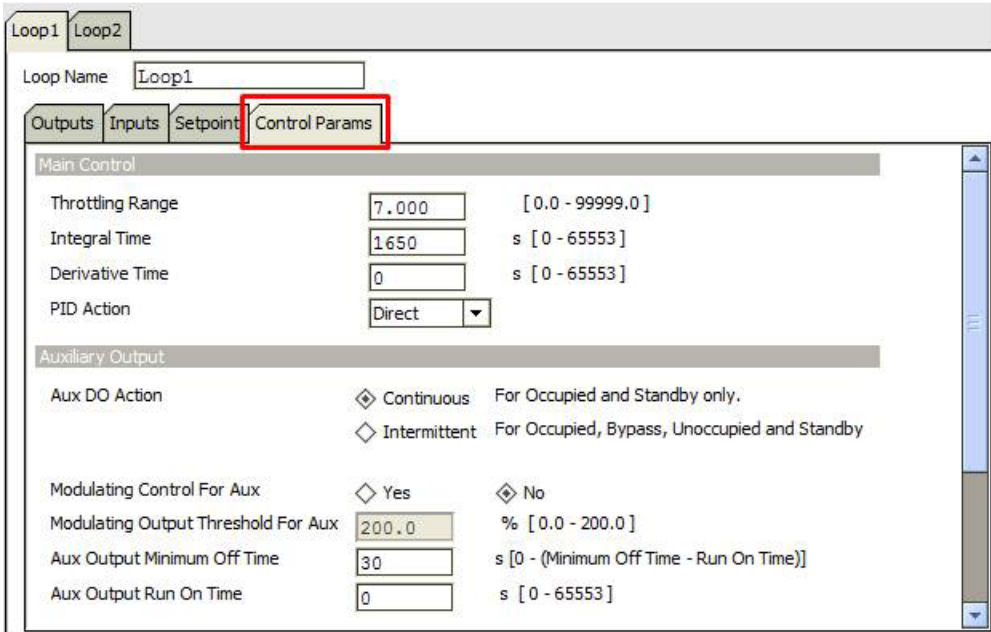 Loop1 Loop2
Loop Name Loop1
Outputs Inputs Setpoint Control Params
Main Control
Throttling Range 7.000 [ 0.0 - 99999.0 ]
Integral Time 1650 s [ 0 - 65553 ]
Derivative Time 0 s [ 0 - 65553 ]
PID Action Direct
Auxiliary Output
Aux DO Action Continuous For Occupied and Standby only.
Intermittent For Occupied, Bypass, Unoccupied and Standby
Modulating Control For Aux Yes No
Modulating Output Threshold For Aux 200.0 % [ 0.0 - 200.0 ]
Aux Output Minimum Off Time 30 s [0 - (Minimum Off Time - Run On Time)]
Aux Output Run On Time 0 s [ 0 - 65553 ]